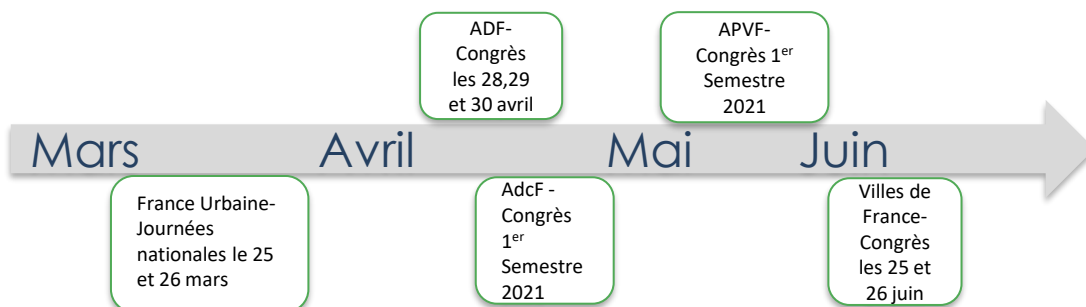 ADF-
Congrès
les 28,29
et 30 avril
APVF-
Congrès 1er
Semestre
2021
Mars
Avril
Mai
Juin
France Urbaine-
Journées
nationales le 25
et 26 mars
AdcF -
Congrès
1er
Semestre
2021
Villes de
France-
Congrès
les 25 et
26 juin